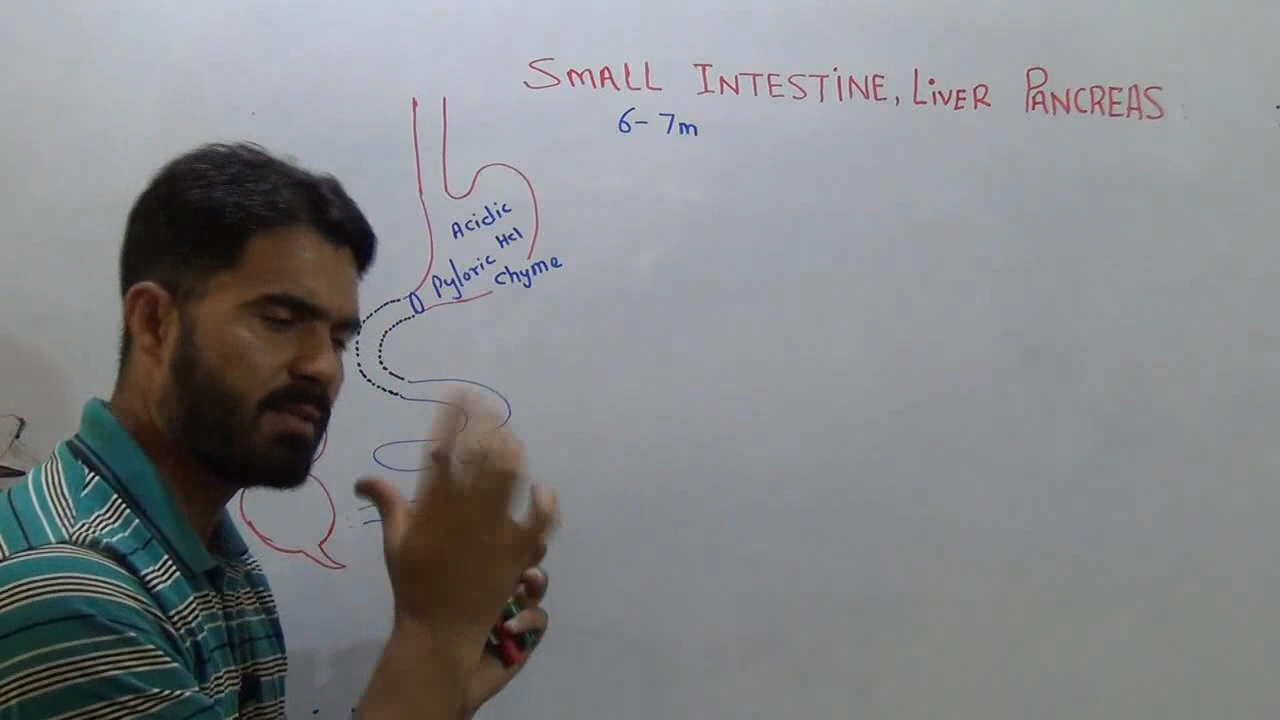 SMALL INTESTINE, LIVER PANCREAS
6-7m
Acidic
Hcl
Pyloric
chyme